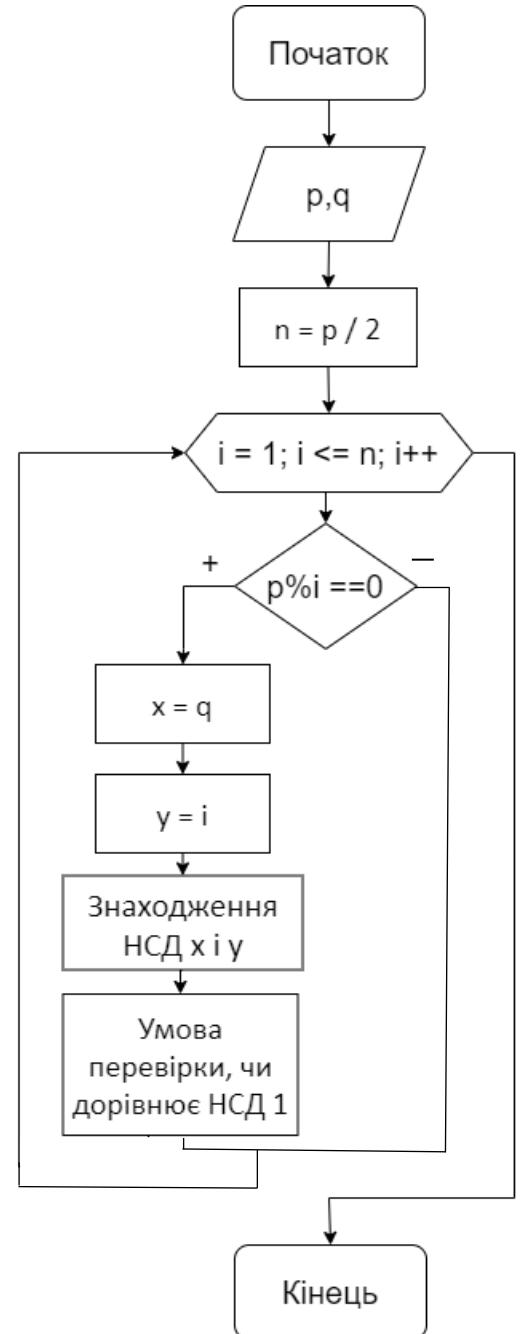 Початок
p,q
n = p / 2
i = 1; i <= n; i++
+
—
p%i ==0
x = q
y = i
Знаходження
НСД x і y
Умова
перевірки, чи
дорівнює НСД 1
Кінець